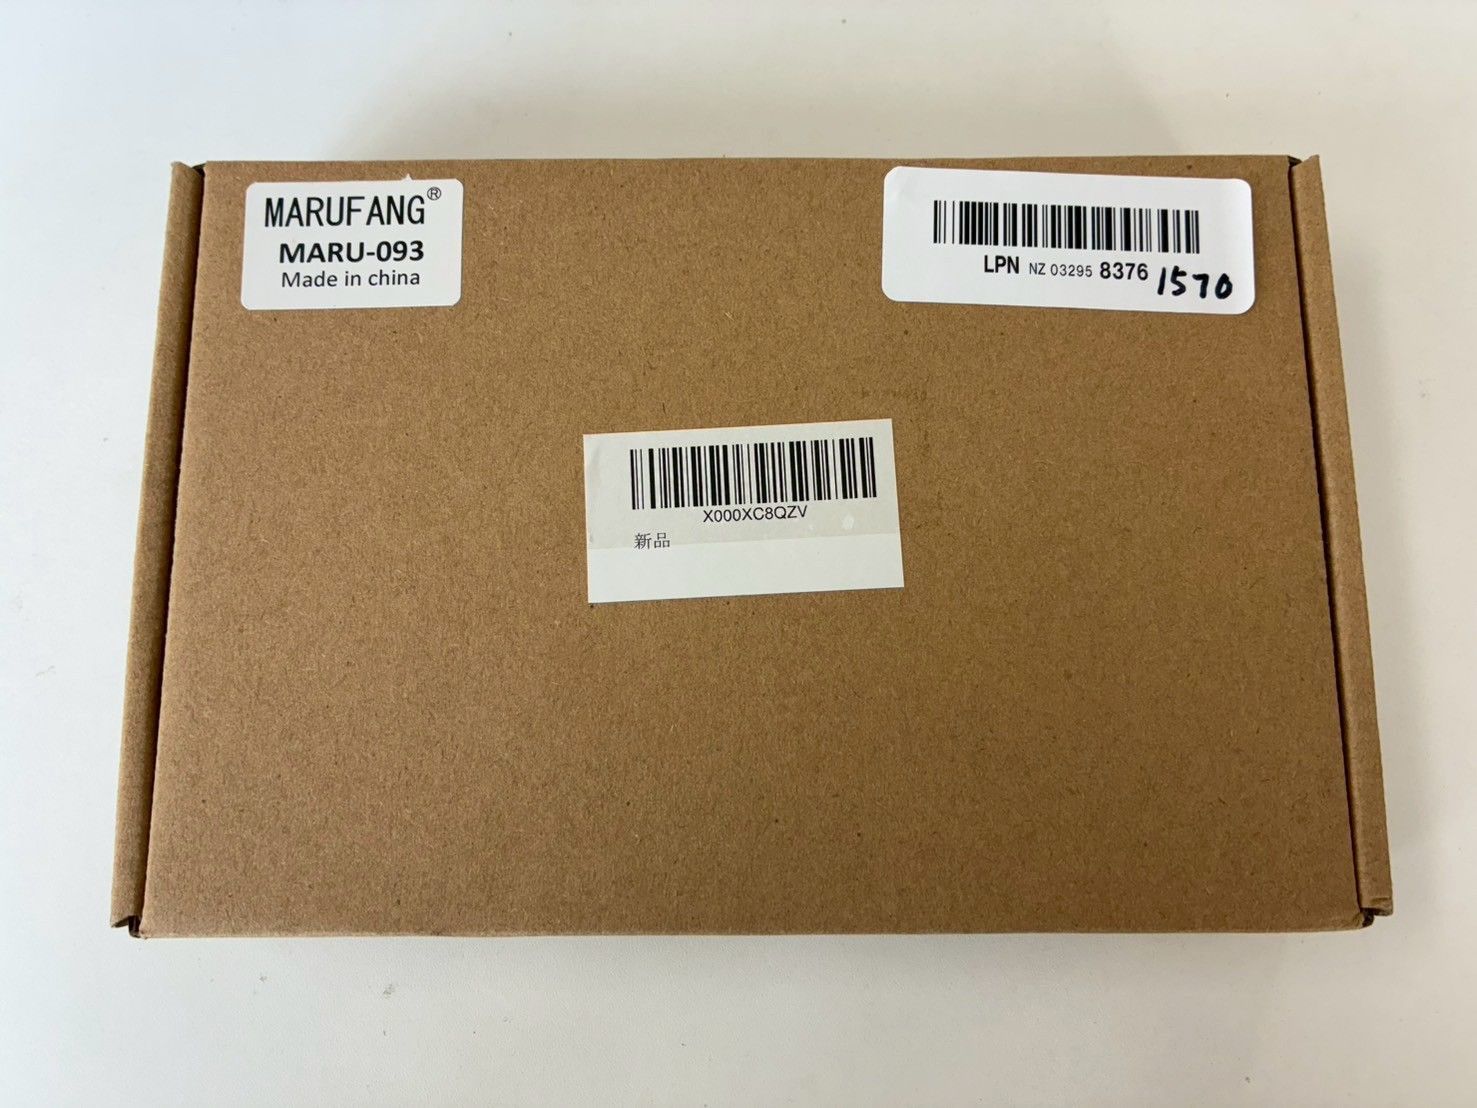 MARUFANG®
MARU-093
Made in china
LPN NZ 03295 8376
1570
X000XC8QZV
新品